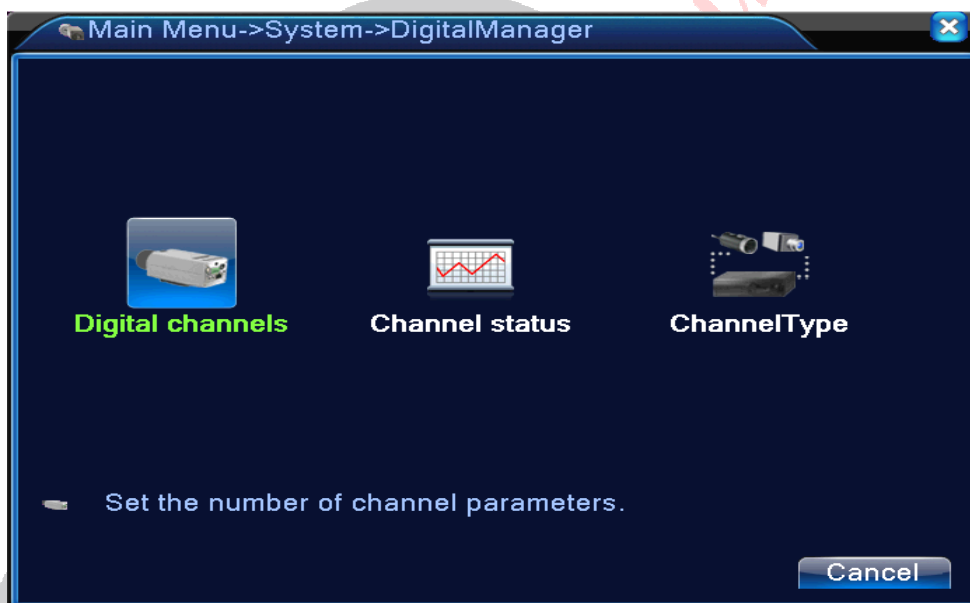 Main Menu->System->DigitalManager
Digital channels
Channel status
ChannelType
Set the number of channel parameters.
Cancel